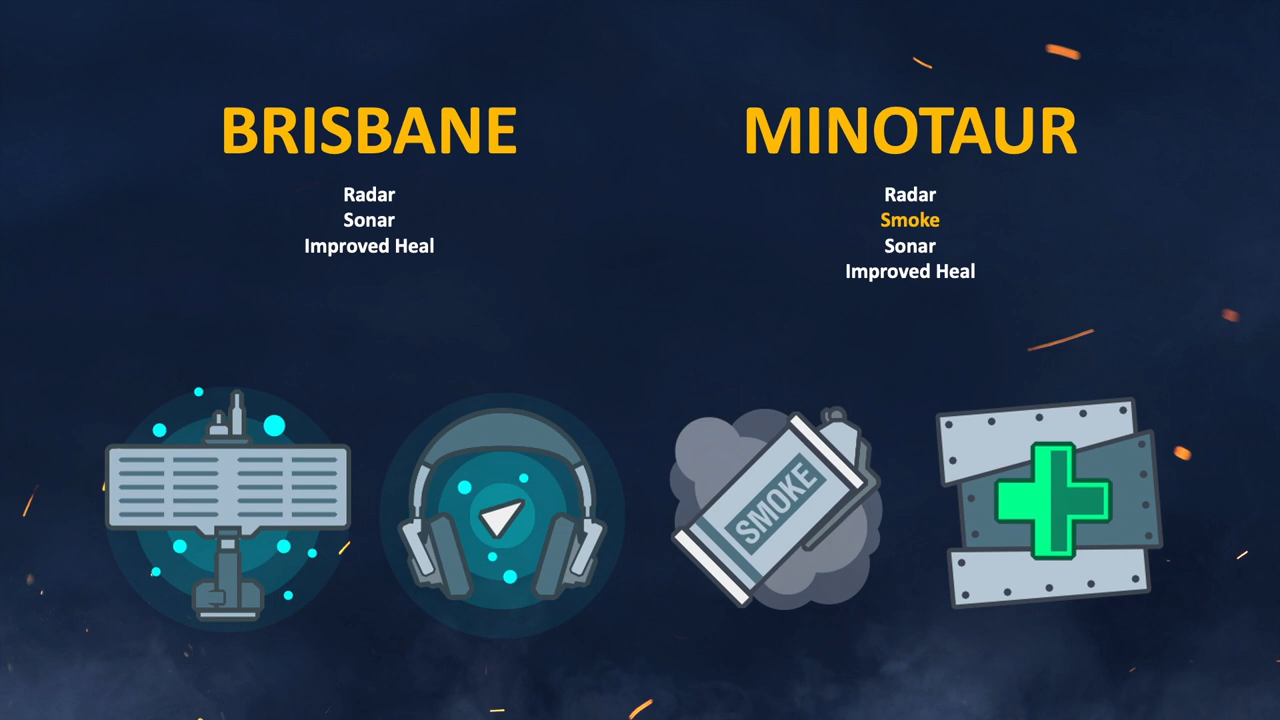 BRISBANE
Radar
Sonar
Improved Heal
MINOTAUR
Radar
Smoke
Sonar
Improved Heal
SMOKE